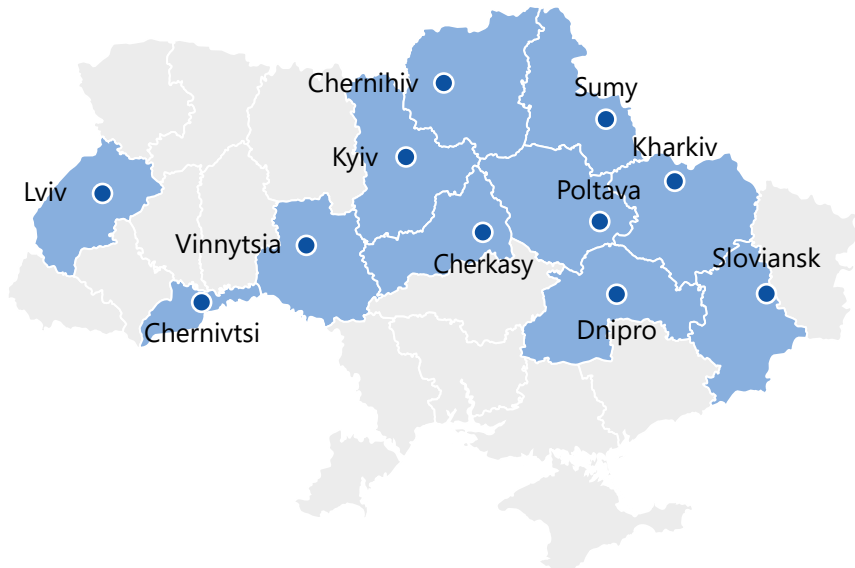 Chernihiv
Sumy
Kharkiv
Kyiv
Lviv
Poltava
Vinnytsia
Cherkasy
Sloviansk
Chernivtsi
Dnipro